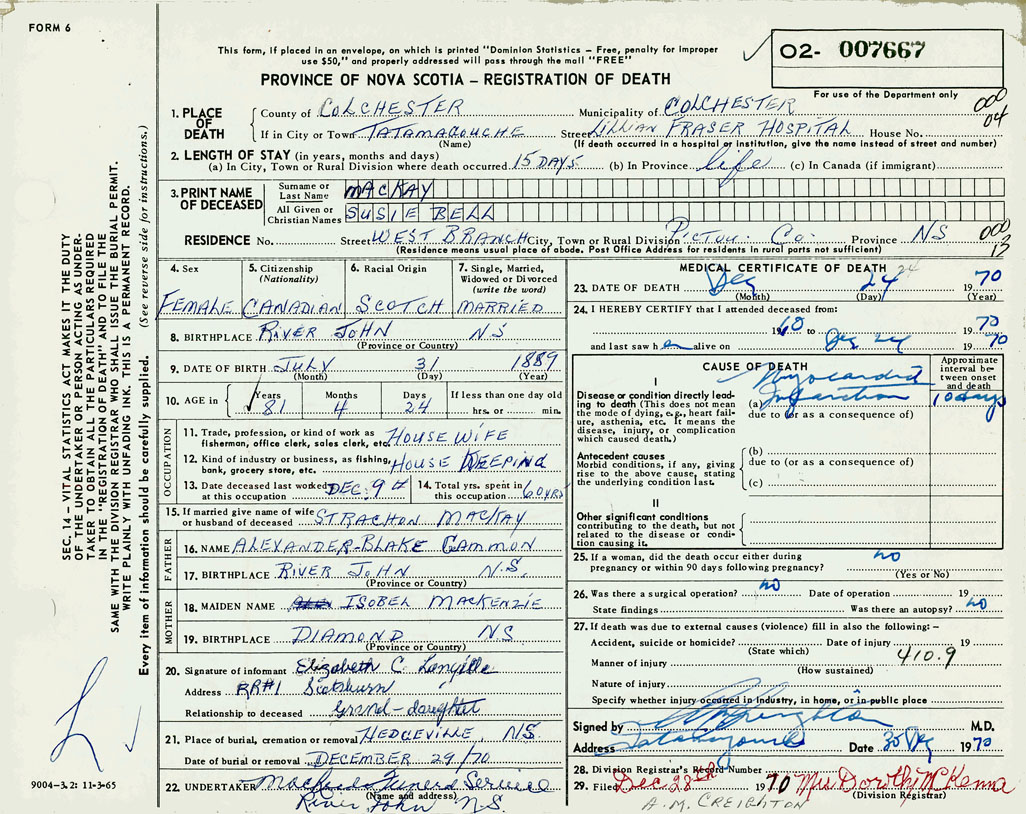 FORM 6
This form, if placed in an envelope, on which is printed "Dominion Statistics – Free, penalty for improper
use $50," and properly addressed will pass through the mail "FREE"
02- 007667
For use of the Department only
PROVINCE OF NOVA SCOTIA – REGISTRATION OF DEATH
000
04
1. PLACE OF DEATH
County of COLCHESTER Municipality of COLCHESTER
If in City or Town TATAMAGOUCHE Street LILLIAN FRASER HOSPITAL House No.
(Name) (If death occurred in a hospital or institution, give the name instead of street and number)
2. LENGTH OF STAY (in years, months and days)
(a) In City, Town or Rural Division where death occurred 15 DAYS (b) In Province life (c) In Canada (if immigrant)
3. PRINT NAME OF DECEASED
Surname or Last Name MACKAY
All Given or Christian Names SUSIE BELL
RESIDENCE No. Street WEST BRANCH City, Town or Rural Division PICTOU Co. Province NS
000
13
(Residence means usual place of abode. Post Office Address for residents in rural parts not sufficient)
4. Sex
FEMALE
5. Citizenship (Nationality)
CANADIAN
6. Racial Origin
SCOTCH
7. Single, Married, Widowed or Divorced (write the word)
MARRIED
8. BIRTHPLACE RIVER JOHN NS
(Province or Country)
9. DATE OF BIRTH JULY 31 1889
(Month) (Day) (Year)
10. AGE in Years 81 Months 4 Days 24 If less than one day old hrs. or min.
OCCUPATION
11. Trade, profession, or kind of work as fisherman, office clerk, sales clerk, etc. HOUSE WIFE
12. Kind of industry or business, as fishing, bank, grocery store, etc. HOUSE KEEPING
13. Date deceased last worked at this occupation DEC. 9th
14. Total yrs. spent in this occupation 60 YRS
15. If married give name of wife or husband of deceased STRACHON MACKAY
FATHER
16. NAME ALEXANDER-BLAKE GAMMON
17. BIRTHPLACE RIVER JOHN N.S.
(Province or Country)
MOTHER
18. MAIDEN NAME ISOBEL MACKENZIE
19. BIRTHPLACE DIAMOND NS
(Province or Country)
20. Signature of informant Elizabeth C. Langille
Address RR#1 Scotsburn
Relationship to deceased Grand-daughter
21. Place of burial, cremation or removal HEDGEVILLE, N.S.
Date of burial or removal DECEMBER 29/70
22. UNDERTAKER Funeral Service
(Name and address)
River John N.S.
MEDICAL CERTIFICATE OF DEATH 24
23. DATE OF DEATH Dec 24 1970
(Month) (Day) (Year)
24. I HEREBY CERTIFY that I attended deceased from:
1960 to 1970
and last saw her alive on Dec 24 1970
CAUSE OF DEATH
Approximate interval between onset and death
I
Disease or condition directly leading to death (This does not mean the mode of dying, e.g., heart failure, asthenia, etc. It means the disease, injury, or complication which caused death.)
(a) Myocardial Infarction 10 days
due to (or as a consequence of)
Antecedent causes
Morbid conditions, if any, giving rise to the above cause, stating the underlying condition last.
(b)
due to (or as a consequence of)
(c)
II
Other significant conditions
contributing to the death, but not related to the disease or condition causing it.
25. If a woman, did the death occur either during pregnancy or within 90 days following pregnancy? no
(Yes or No)
26. Was there a surgical operation? no Date of operation 19
State findings Was there an autopsy? no
27. If death was due to external causes (violence) fill in also the following: –
Accident, suicide or homicide? Date of injury 19
(State which)
Manner of injury 410.9
(How sustained)
Nature of injury
Specify whether injury occurred in industry, in home, or in public place
Signed by Creighton M.D.
Address Tatamagouche Date 30 Dec 1970
28. Division Registrar's Record Number
29. Filed Dec 28th 1970 Mrs Dorothy McKenna
(Division Registrar)
A.M. CREIGHTON
SEC. 14 – VITAL STATISTICS ACT MAKES IT THE DUTY
OF THE UNDERTAKER OR PERSON ACTING AS UNDER-
TAKER TO OBTAIN ALL THE PARTICULARS REQUIRED
IN THE "REGISTRATION OF DEATH" AND TO FILE THE
SAME WITH THE DIVISION REGISTRAR WHO SHALL ISSUE THE BURIAL PERMIT.
WRITE PLAINLY WITH UNFADING INK. THIS IS A PERMANENT RECORD.
Every item of information should be carefully supplied. (See reverse side for instructions.)
9004–3.2: 11-3-65